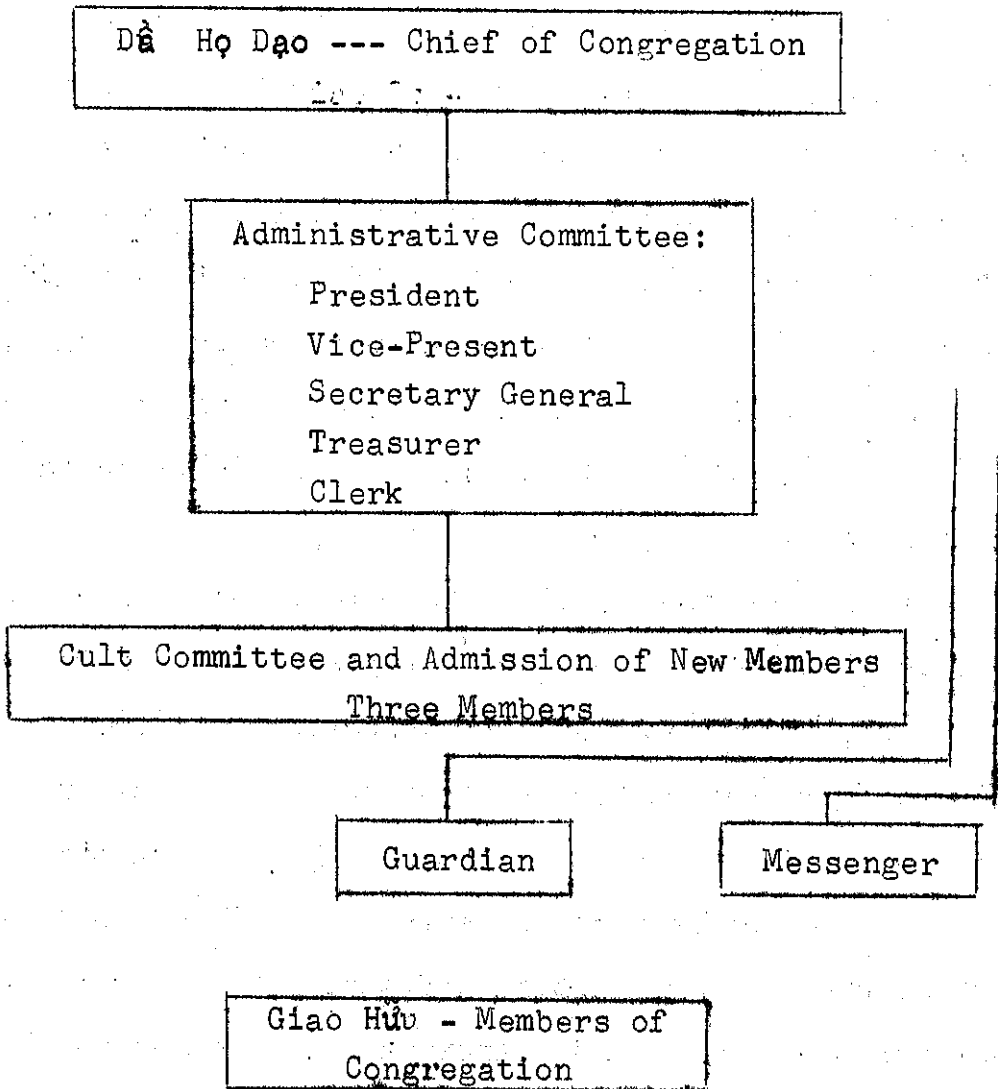 Dầ Họ Dạo --- Chief of Congregation
Administrative Committee:
President
Vice-Present
Secretary General
Treasurer
Clerk
Cult Committee and Admission of New Members
Three Members
Guardian
Messenger
Giao Hữu - Members of
Congregation